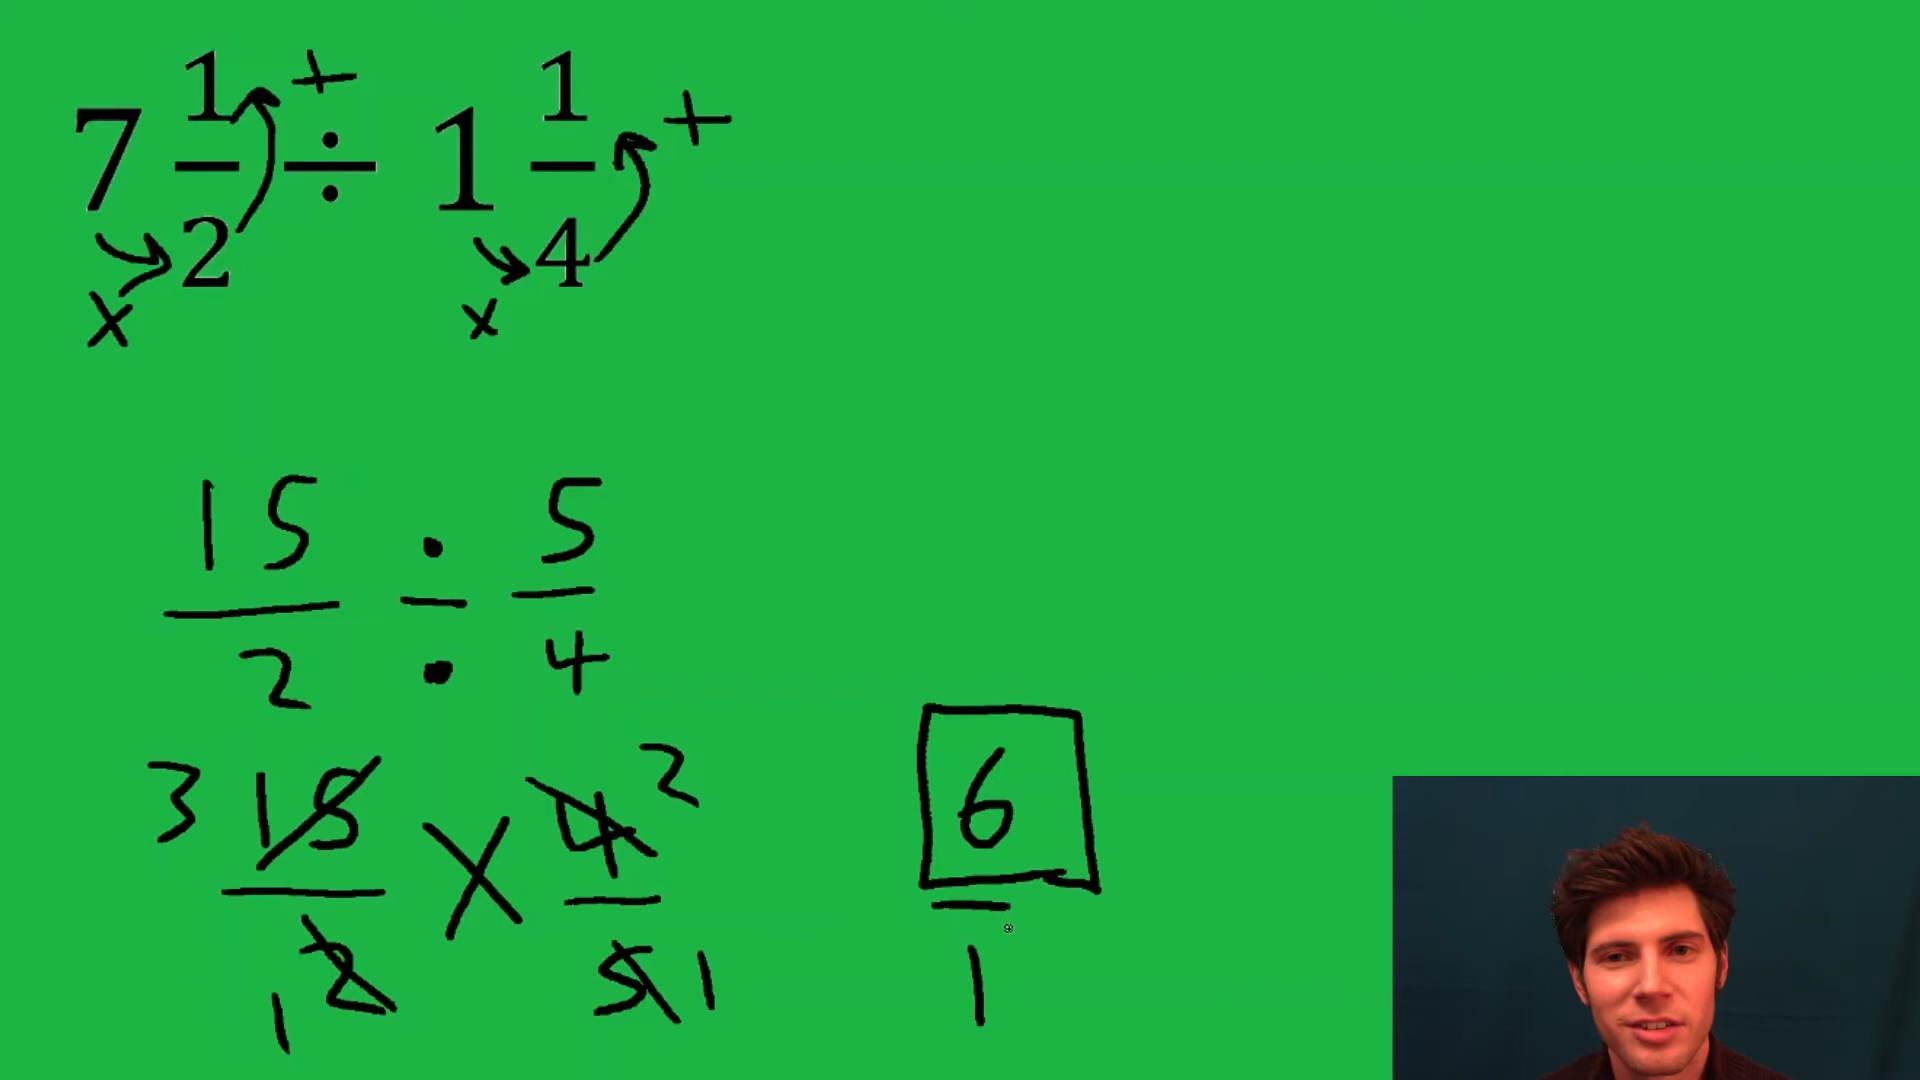 7 1/2 ÷ 1 1/4
+ +
x x
15/2 ÷ 5/4
3 15/2 1 X 4/5 2 1
6/1